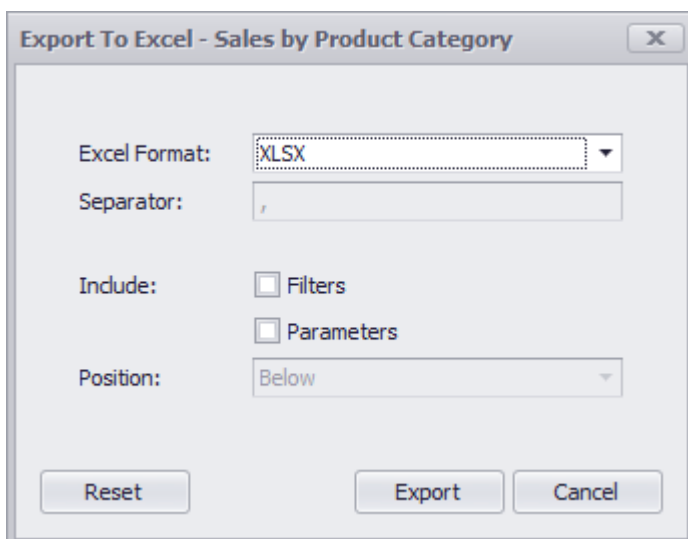 Export To Excel - Sales by Product Category
Excel Format: XLSX
Separator: ,
Include: Filters
Parameters
Position: Below
Reset Export Cancel